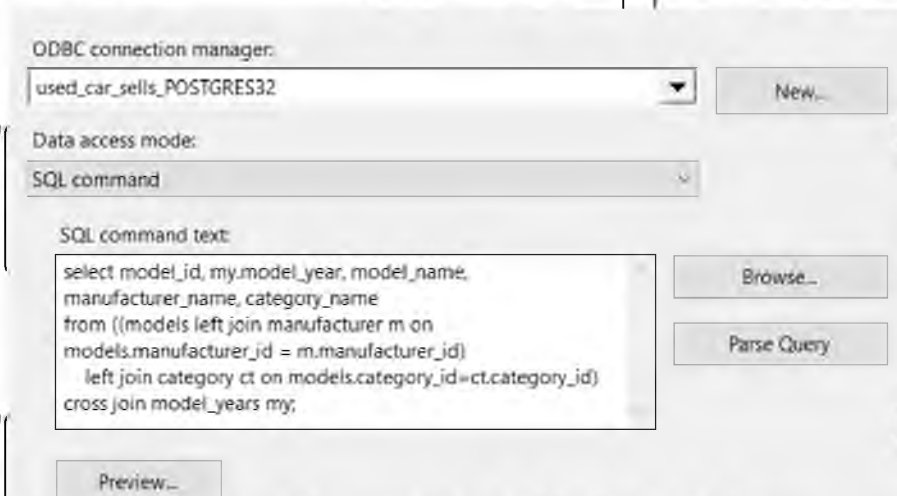 ODBC connection manager:
used_car_sells_POSTGRES32
New...
Data access mode:
SQL command
SQL command text:
select model_id, my.model_year, model_name,
manufacturer_name, category_name
from ((models left join manufacturer m on
models.manufacturer_id = m.manufacturer_id)
left join category ct on models.category_id=ct.category_id)
cross join model_years my;
Browse...
Parse Query
Preview...